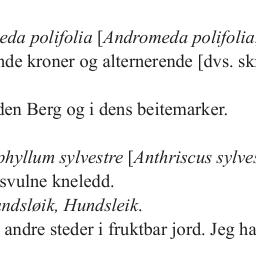 eda polifolia [Andromeda polifolia
nde kroner og alternerende [dvs. sk
den Berg og i dens beitemarker.
phyllum sylvestre [Anthriscus sylves
svulne kneledd.
ndsløik, Hundsleik.
andre steder i fruktbar jord. Jeg ha